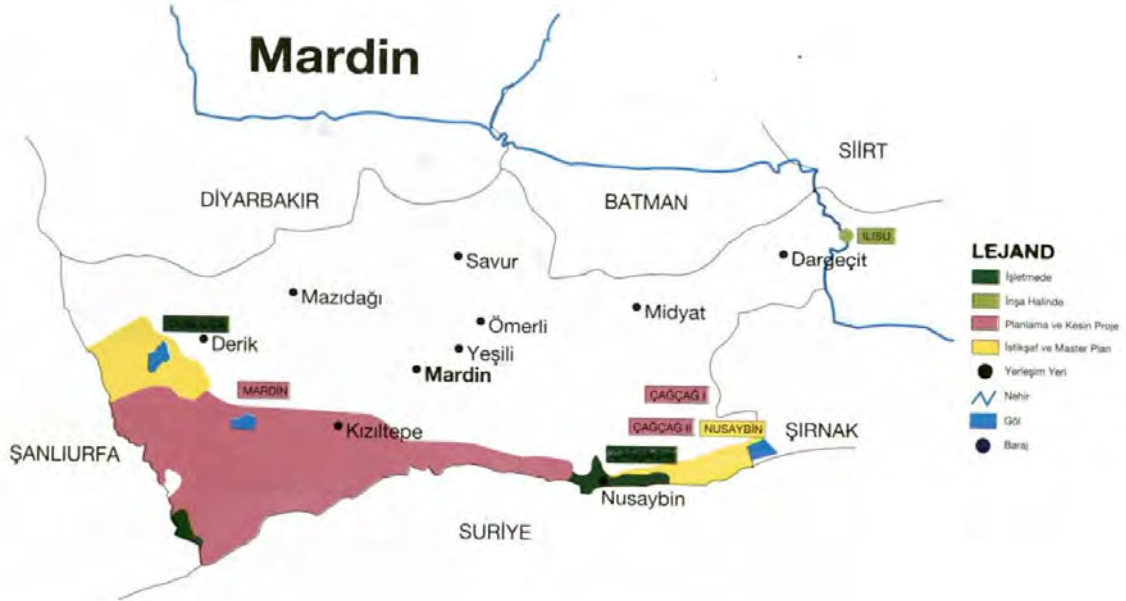 Mardin
SİİRT
DİYARBAKIR
BATMAN
ILISU
Savur
Dargeçit
Mazıdağı
Midyat
Ömerli
Derik
Yeşili
Mardin
MARDİN
ÇAĞÇAĞ I
Kızıltepe
ÇAĞÇAĞ II
NUSAYBİN
ŞIRNAK
ŞANLIURFA
Nusaybin
SURİYE
LEJAND
İşletmede
İnşa Halinde
Planlama ve Kesin Proje
İstikşaf ve Master Plan
Yerleşim Yeri
Nehir
Göl
Baraj